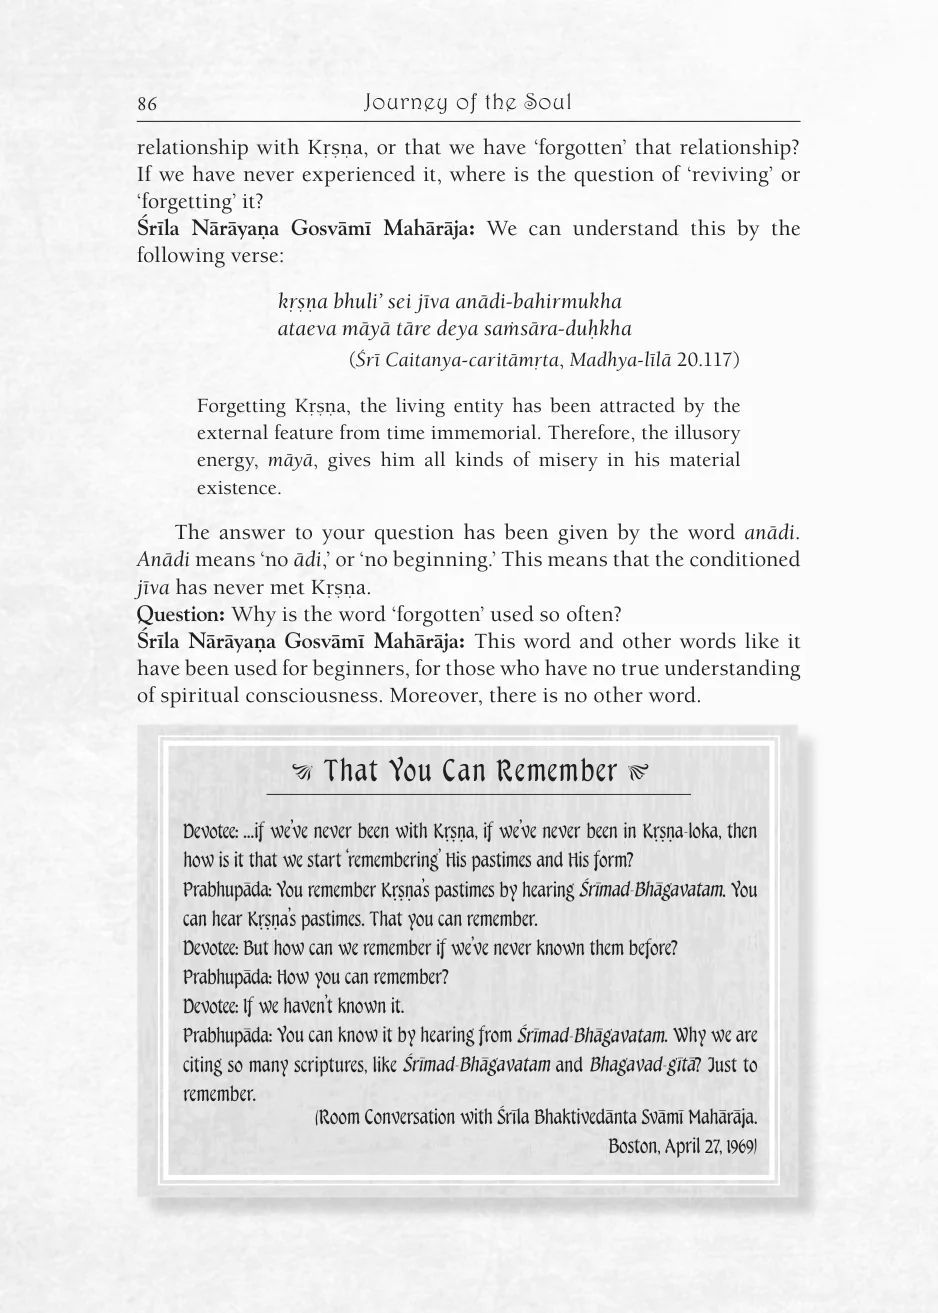 86
Journey of the Soul
relationship with Kṛṣṇa, or that we have ‘forgotten’ that relationship?
If we have never experienced it, where is the question of ‘reviving’ or
‘forgetting’ it?
Śrīla Nārāyaṇa Gosvāmī Mahārāja: We can understand this by the
following verse:
kṛṣṇa bhuli’ sei jīva anādi-bahirmukha
ataeva māyā tāre deya saṁsāra-duḥkha
(Śrī Caitanya-caritāmṛta, Madhya-līlā 20.117)
Forgetting Kṛṣṇa, the living entity has been attracted by the
external feature from time immemorial. Therefore, the illusory
energy, māyā, gives him all kinds of misery in his material
existence.
The answer to your question has been given by the word anādi.
Anādi means ‘no ādi,’ or ‘no beginning.’ This means that the conditioned
jīva has never met Kṛṣṇa.
Question: Why is the word ‘forgotten’ used so often?
Śrīla Nārāyaṇa Gosvāmī Mahārāja: This word and other words like it
have been used for beginners, for those who have no true understanding
of spiritual consciousness. Moreover, there is no other word.
That You Can Remember
Devotee: ...if we’ve never been with Kṛṣṇa, if we’ve never been in Kṛṣṇa-loka, then
how is it that we start ‘remembering’ His pastimes and His form?
Prabhupāda: You remember Kṛṣṇa’s pastimes by hearing Śrīmad-Bhāgavatam. You
can hear Kṛṣṇa’s pastimes. That you can remember.
Devotee: But how can we remember if we’ve never known them before?
Prabhupāda: How you can remember?
Devotee: If we haven’t known it.
Prabhupāda: You can know it by hearing from Śrīmad-Bhāgavatam. Why we are
citing so many scriptures, like Śrīmad-Bhāgavatam and Bhagavad-gītā? Just to
remember.
(Room Conversation with Śrīla Bhaktivedānta Svāmī Mahārāja.
Boston, April 27, 1969)